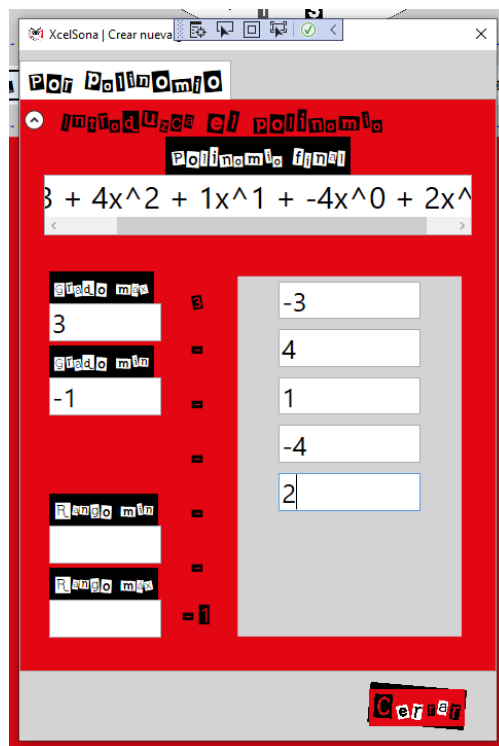 XcelSona | Crear nueva
Por Polinomio
Introduzca el polinomio
Polinomio final
3 + 4x^2 + 1x^1 + -4x^0 + 2x^
grado max
3
3
-3
grado min
-
4
-1
-
1
-
-4
Rango min
-
2
-
Rango max
-1
Cerrar